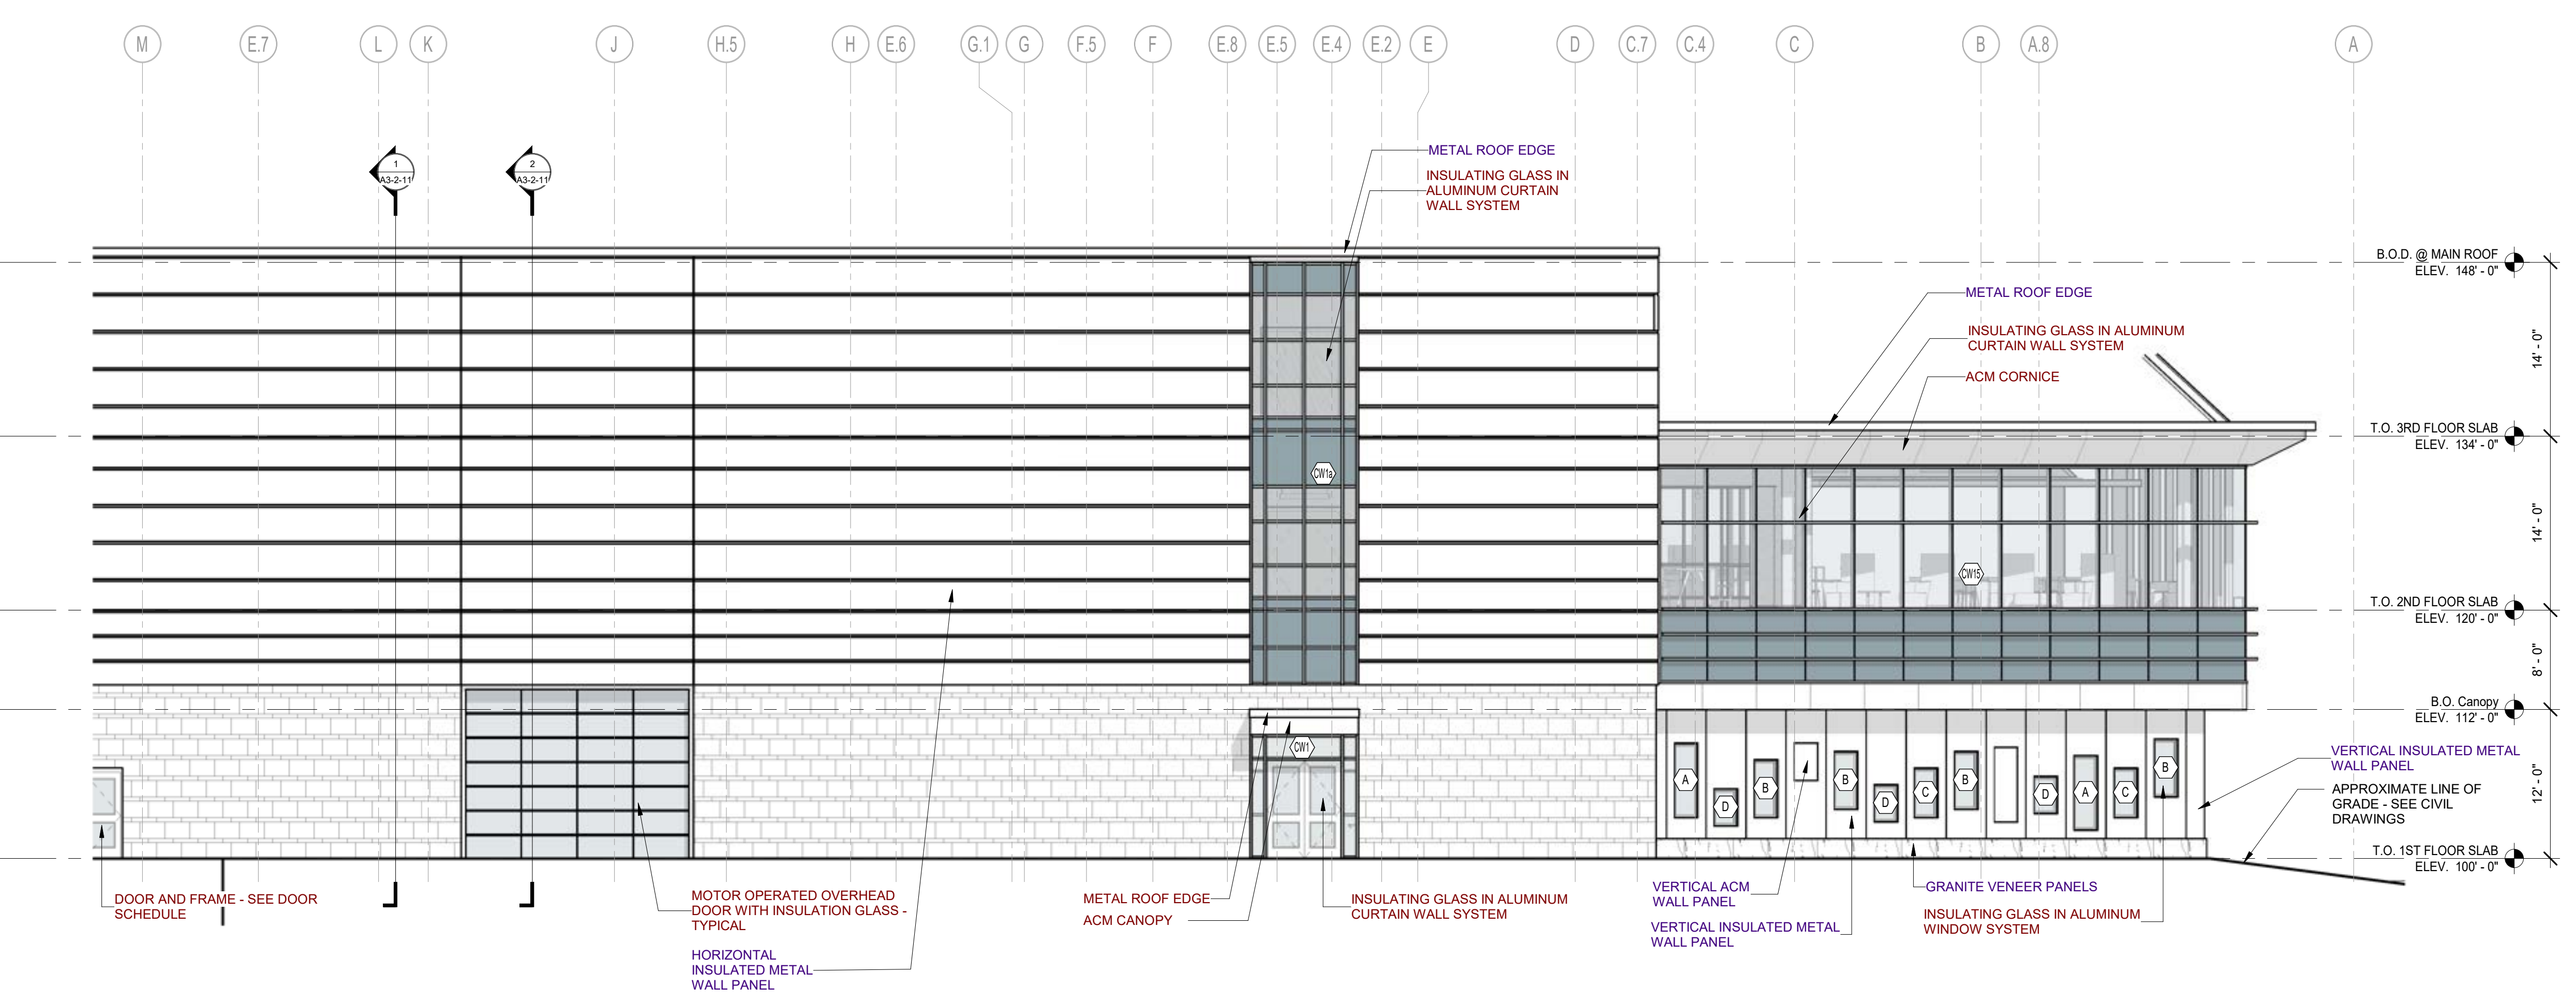 M
E.7
L
K
J
H.5
H
E.6
G.1
G
F.5
F
E.8
E.5
E.4
E.2
E
D
C.7
C.4
C
B
A.8
A
1
A3-2-11
2
A3-2-11
METAL ROOF EDGE
INSULATING GLASS IN
ALUMINUM CURTAIN
WALL SYSTEM
B.O.D. @ MAIN ROOF
ELEV. 148' - 0"
METAL ROOF EDGE
INSULATING GLASS IN ALUMINUM
CURTAIN WALL SYSTEM
14' - 0"
ACM CORNICE
T.O. 3RD FLOOR SLAB
ELEV. 134' - 0"
CW1a
14' - 0"
CW15
T.O. 2ND FLOOR SLAB
ELEV. 120' - 0"
8' - 0"
B.O. Canopy
ELEV. 112' - 0"
CW1
A
D
B
B
D
C
B
D
A
C
B
12' - 0"
VERTICAL INSULATED METAL
WALL PANEL
APPROXIMATE LINE OF
GRADE - SEE CIVIL
DRAWINGS
T.O. 1ST FLOOR SLAB
ELEV. 100' - 0"
DOOR AND FRAME - SEE DOOR
SCHEDULE
MOTOR OPERATED OVERHEAD
DOOR WITH INSULATION GLASS -
TYPICAL
HORIZONTAL
INSULATED METAL
WALL PANEL
METAL ROOF EDGE
ACM CANOPY
INSULATING GLASS IN ALUMINUM
CURTAIN WALL SYSTEM
VERTICAL ACM
WALL PANEL
VERTICAL INSULATED METAL
WALL PANEL
GRANITE VENEER PANELS
INSULATING GLASS IN ALUMINUM
WINDOW SYSTEM